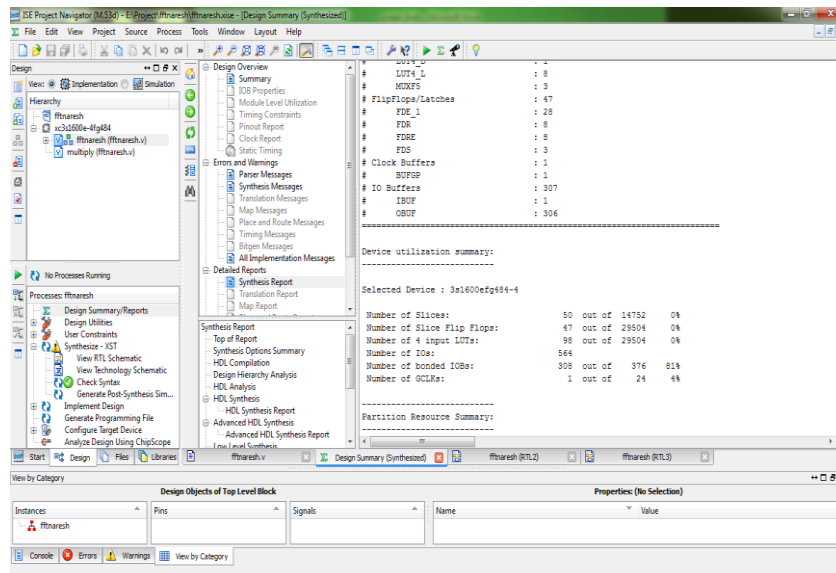 ISE Project Navigator (M.53d) - E:\Project\fftnaresh\fftnaresh.xise - [Design Summary (Synthesized)]
File Edit View Project Source Process Tools Window Layout Help
Design
View: Implementation Simulation
Hierarchy
fftnaresh
xc3s1600e-4fg484
fftnaresh (fftnaresh.v)
multiply (fftnaresh.v)
No Processes Running
Processes: fftnaresh
Design Summary/Reports
Design Utilities
User Constraints
Synthesize - XST
View RTL Schematic
View Technology Schematic
Check Syntax
Generate Post-Synthesis Sim...
Implement Design
Generate Programming File
Configure Target Device
Analyze Design Using ChipScope
Design Overview
Summary
IOB Properties
Module Level Utilization
Timing Constraints
Pinout Report
Clock Report
Static Timing
Errors and Warnings
Parser Messages
Synthesis Messages
Translation Messages
Map Messages
Place and Route Messages
Timing Messages
Bitgen Messages
All Implementation Messages
Detailed Reports
Synthesis Report
Translation Report
Map Report
Synthesis Report
Top of Report
Synthesis Options Summary
HDL Compilation
Design Hierarchy Analysis
HDL Analysis
HDL Synthesis
HDL Synthesis Report
Advanced HDL Synthesis
Advanced HDL Synthesis Report
Low Level Synthesis
# LUT4_D : 1
# LUT4_L : 8
# MUXF5 : 3
# FlipFlops/Latches : 47
# FDE_1 : 28
# FDR : 8
# FDRE : 8
# FDS : 3
# Clock Buffers : 1
# BUFGP : 1
# IO Buffers : 307
# IBUF : 1
# OBUF : 306
=========================================================================
Device utilization summary:
---------------------------
Selected Device : 3s1600efg484-4
Number of Slices: 50 out of 14752 0%
Number of Slice Flip Flops: 47 out of 29504 0%
Number of 4 input LUTs: 98 out of 29504 0%
Number of IOs: 564
Number of bonded IOBs: 308 out of 376 81%
Number of GCLKs: 1 out of 24 4%
---------------------------
Partition Resource Summary:
---------------------------
Start Design Files Libraries
fftnaresh.v Design Summary (Synthesized) fftnaresh (RTL2) fftnaresh (RTL3)
View by Category
Design Objects of Top Level Block Properties: (No Selection)
Instances Pins Signals Name Value
fftnaresh
Console Errors Warnings View by Category